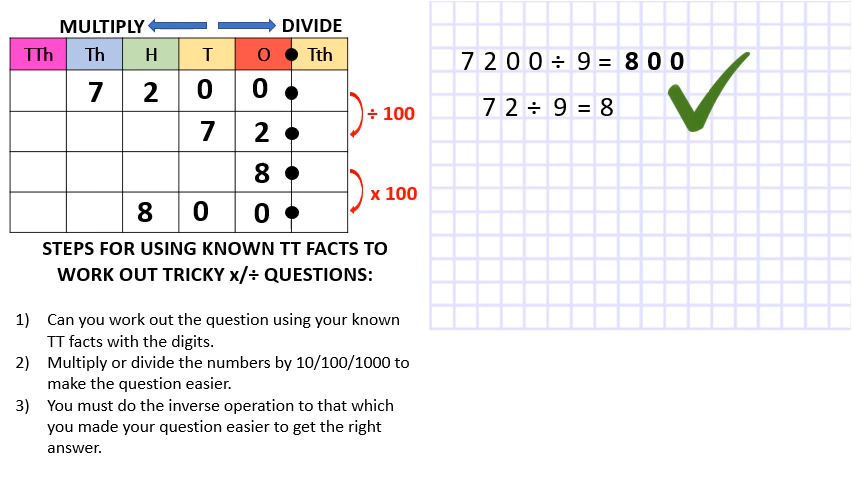 MULTIPLY DIVIDE
TTh Th H T O Tth
7 2 0 0
7 2
÷ 100
8
x 100
8 0 0
STEPS FOR USING KNOWN TT FACTS TO
WORK OUT TRICKY x/÷ QUESTIONS:
1) Can you work out the question using your known
TT facts with the digits.
2) Multiply or divide the numbers by 10/100/1000 to
make the question easier.
3) You must do the inverse operation to that which
you made your question easier to get the right
answer.
7 2 0 0 ÷ 9 = 8 0 0
7 2 ÷ 9 = 8